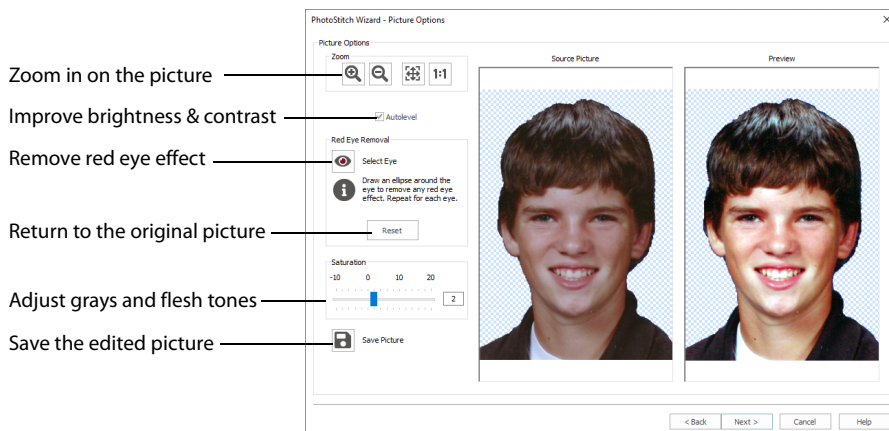 PhotoStitch Wizard - Picture Options
Picture Options
Zoom
1:1
Source Picture
Preview
Zoom in on the picture
Improve brightness & contrast
Autolevel
Red Eye Removal
Remove red eye effect
Select Eye
Draw an ellipse around the
eye to remove any red eye
effect. Repeat for each eye.
Return to the original picture
Reset
Saturation
-10 0 10 20
Adjust grays and flesh tones
2
Save the edited picture
Save Picture
< Back Next > Cancel Help